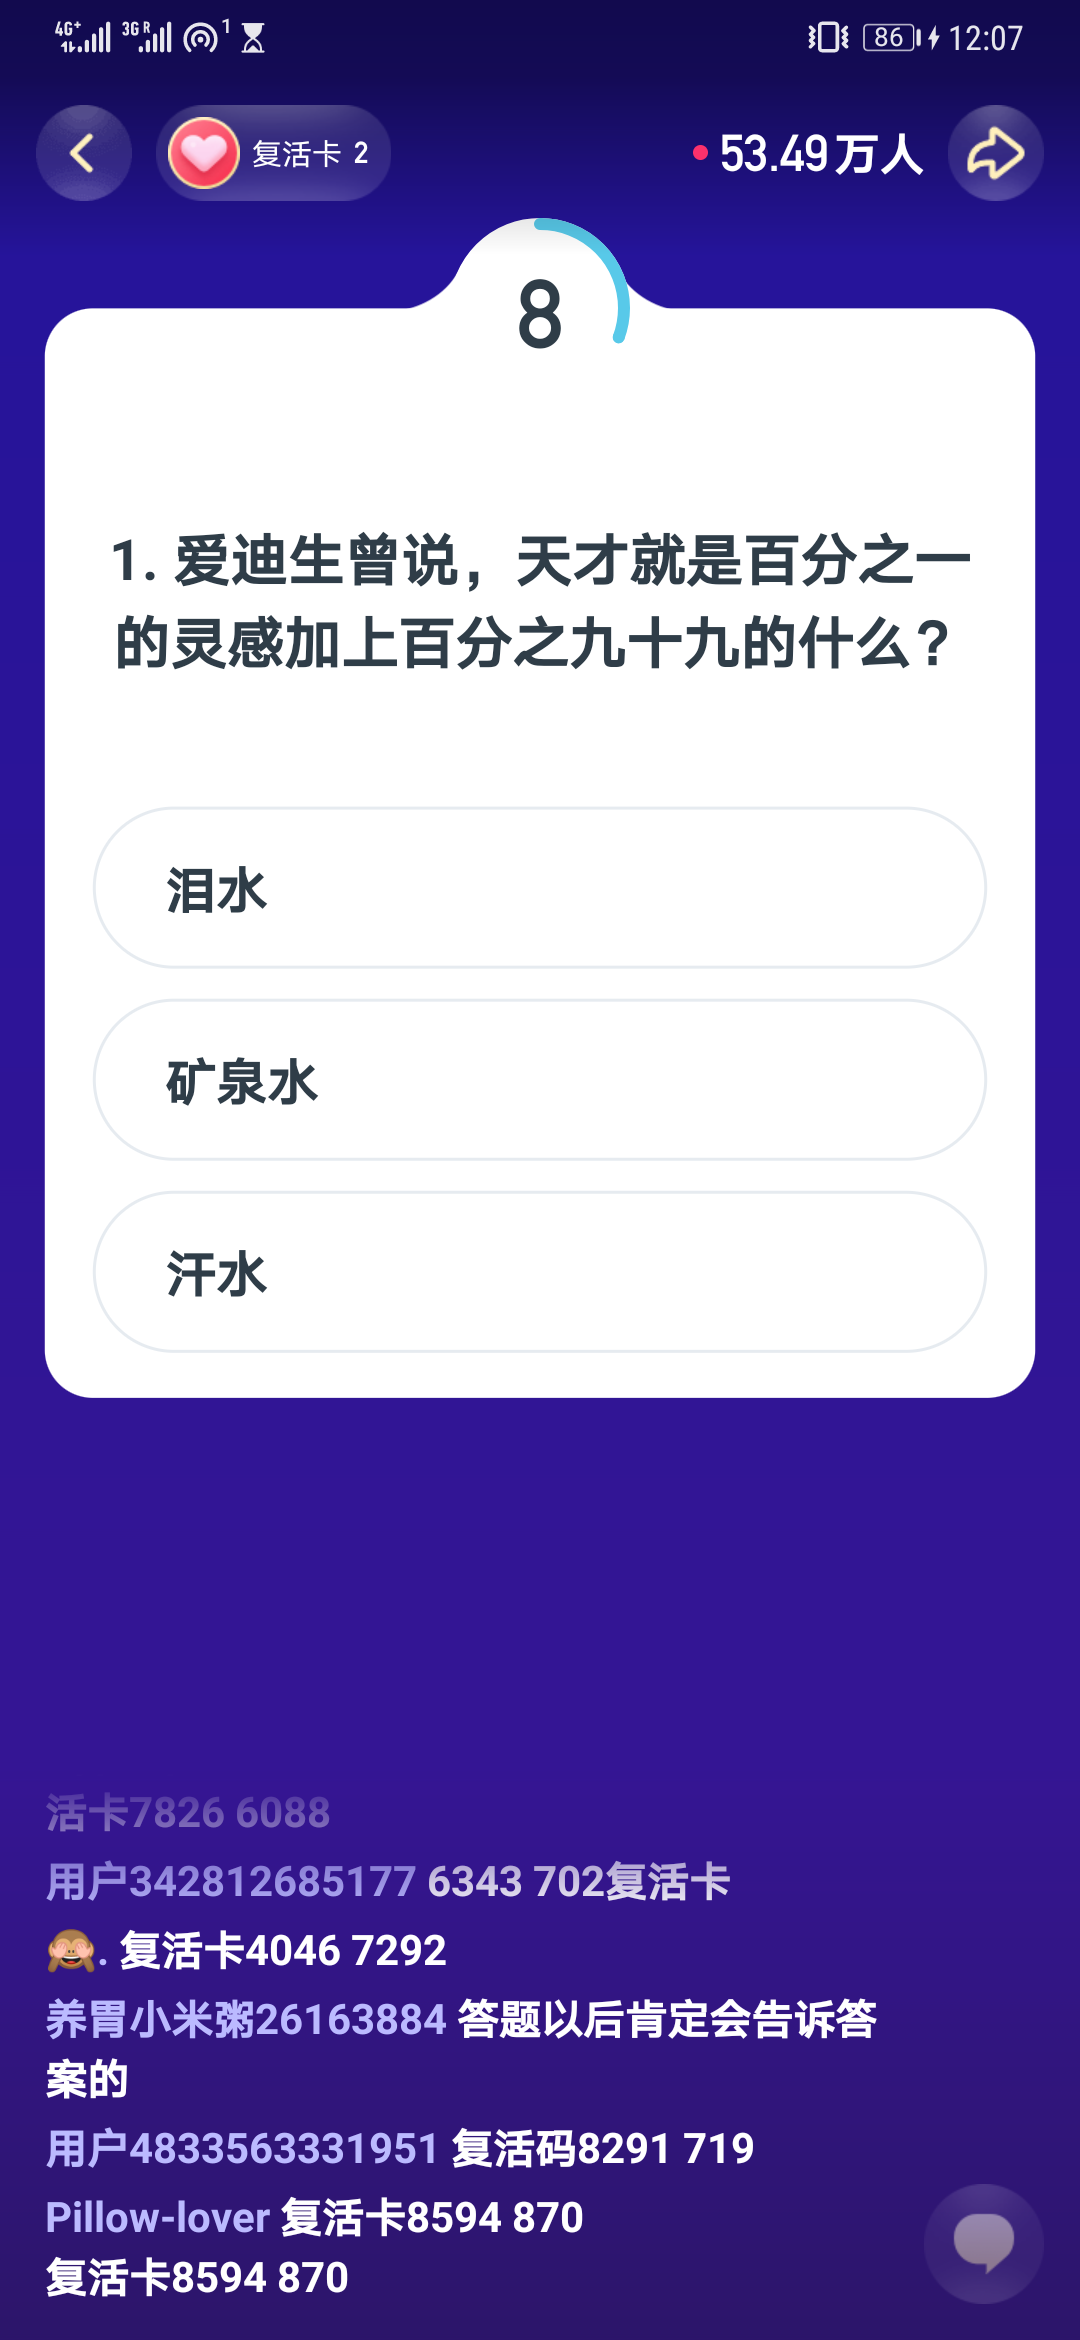 4G+ 3G R 1 86 12:07
复活卡 2 53.49万人
8
1. 爱迪生曾说，天才就是百分之一
的灵感加上百分之九十九的什么?
泪水
矿泉水
汗水
活卡7826 6088
用户342812685177 6343 702复活卡
🙈. 复活卡4046 7292
养胃小米粥26163884 答题以后肯定会告诉答
案的
用户4833563331951 复活码8291 719
Pillow-lover 复活卡8594 870
复活卡8594 870